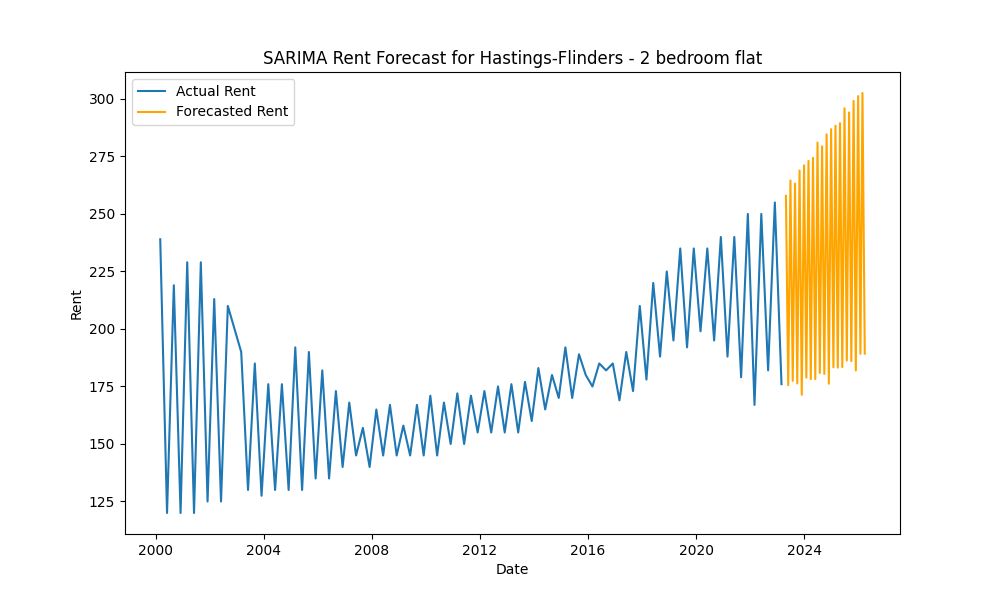 SARIMA Rent Forecast for Hastings-Flinders - 2 bedroom flat
Actual Rent
Forecasted Rent
300
275
250
225
200
175
150
125
Rent
2000 2004 2008 2012 2016 2020 2024
Date